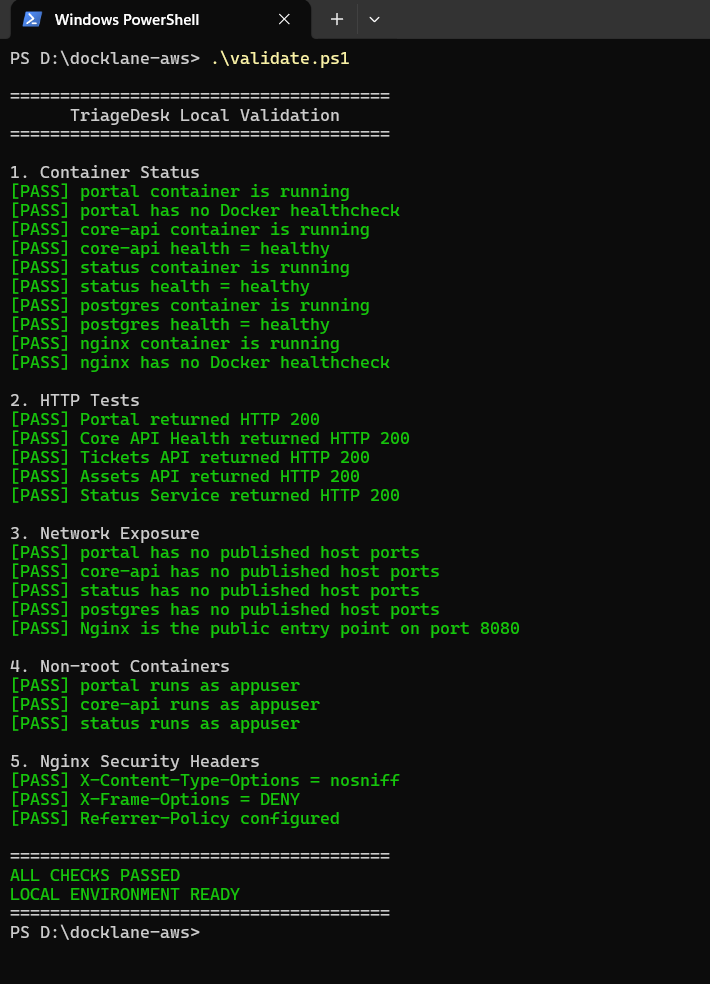 Windows PowerShell
PS D:\docklane-aws> .\validate.ps1
======================================
TriageDesk Local Validation
======================================
1. Container Status
[PASS] portal container is running
[PASS] portal has no Docker healthcheck
[PASS] core-api container is running
[PASS] core-api health = healthy
[PASS] status container is running
[PASS] status health = healthy
[PASS] postgres container is running
[PASS] postgres health = healthy
[PASS] nginx container is running
[PASS] nginx has no Docker healthcheck
2. HTTP Tests
[PASS] Portal returned HTTP 200
[PASS] Core API Health returned HTTP 200
[PASS] Tickets API returned HTTP 200
[PASS] Assets API returned HTTP 200
[PASS] Status Service returned HTTP 200
3. Network Exposure
[PASS] portal has no published host ports
[PASS] core-api has no published host ports
[PASS] status has no published host ports
[PASS] postgres has no published host ports
[PASS] Nginx is the public entry point on port 8080
4. Non-root Containers
[PASS] portal runs as appuser
[PASS] core-api runs as appuser
[PASS] status runs as appuser
5. Nginx Security Headers
[PASS] X-Content-Type-Options = nosniff
[PASS] X-Frame-Options = DENY
[PASS] Referrer-Policy configured
======================================
ALL CHECKS PASSED
LOCAL ENVIRONMENT READY
======================================
PS D:\docklane-aws>